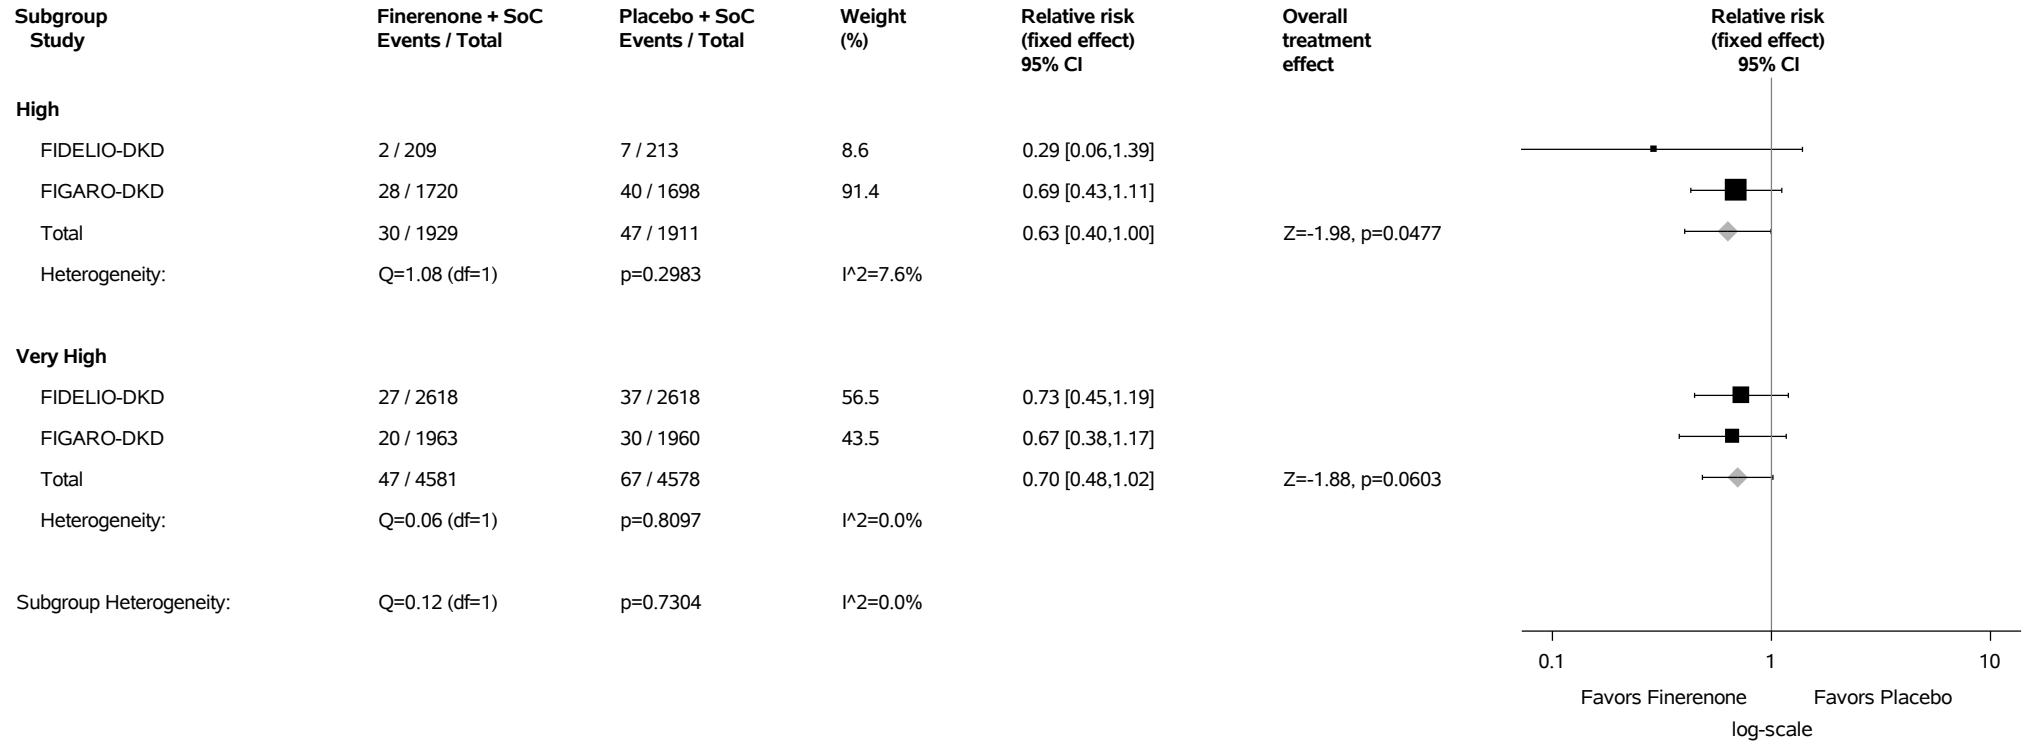 Subgroup Finerenone + SoC Placebo + SoC Weight Relative risk Overall Relative risk
Study Events / Total Events / Total (%) (fixed effect) treatment (fixed effect)
95% CI effect 95% CI
High
FIDELIO-DKD 2 / 209 7 / 213 8.6 0.29 [0.06,1.39]
FIGARO-DKD 28 / 1720 40 / 1698 91.4 0.69 [0.43,1.11]
Total 30 / 1929 47 / 1911 0.63 [0.40,1.00] Z=-1.98, p=0.0477
Heterogeneity: Q=1.08 (df=1) p=0.2983 I^2=7.6%
Very High
FIDELIO-DKD 27 / 2618 37 / 2618 56.5 0.73 [0.45,1.19]
FIGARO-DKD 20 / 1963 30 / 1960 43.5 0.67 [0.38,1.17]
Total 47 / 4581 67 / 4578 0.70 [0.48,1.02] Z=-1.88, p=0.0603
Heterogeneity: Q=0.06 (df=1) p=0.8097 I^2=0.0%
Subgroup Heterogeneity: Q=0.12 (df=1) p=0.7304 I^2=0.0%
0.1 1 10
Favors Finerenone Favors Placebo
log-scale